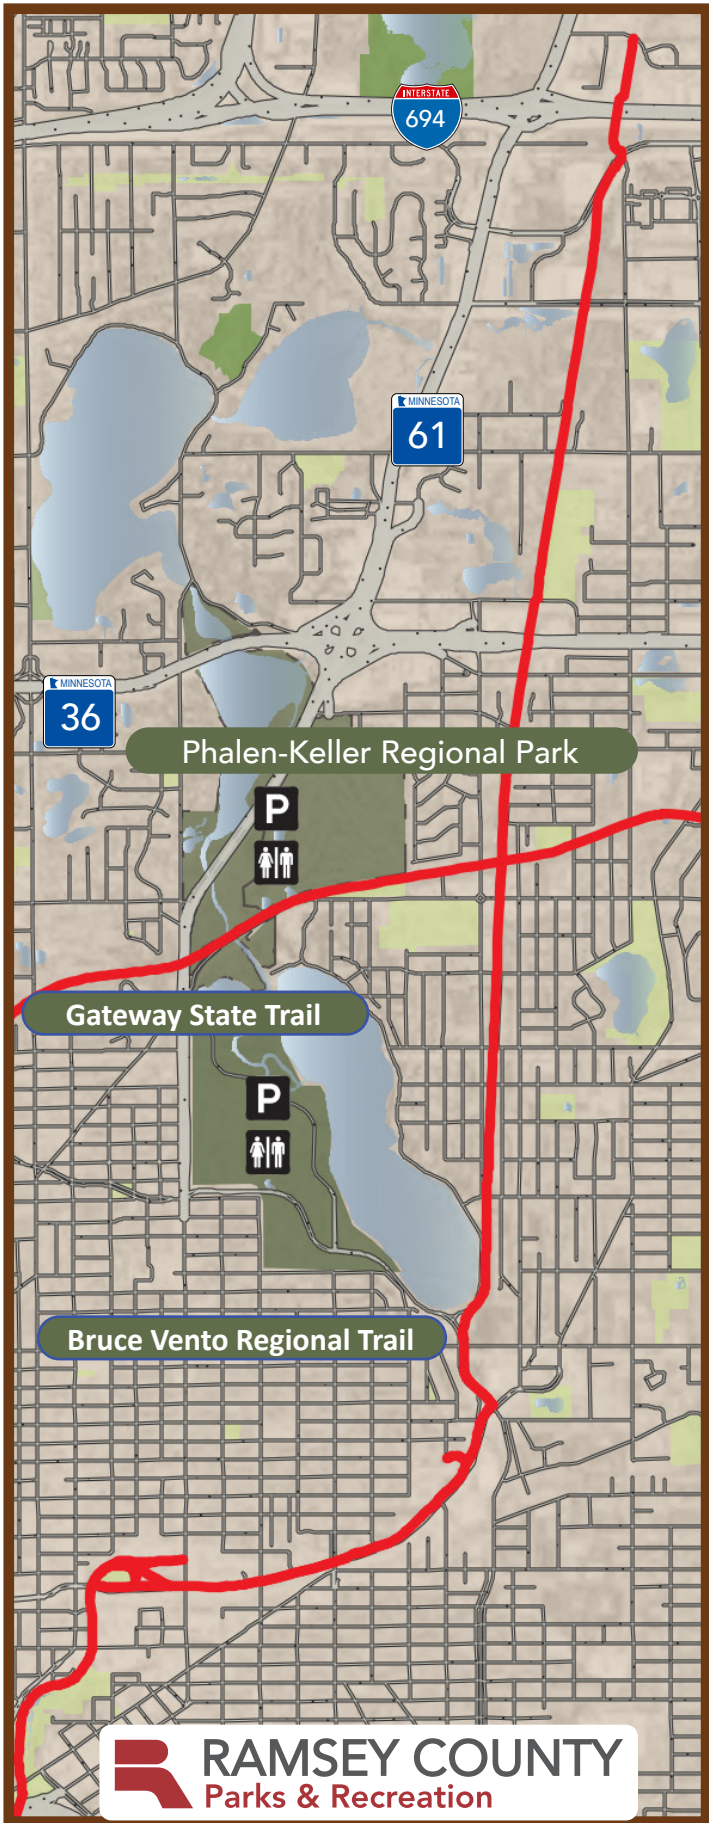 INTERSTATE
694
MINNESOTA
61
MINNESOTA
36
Phalen-Keller Regional Park
P
Gateway State Trail
P
Bruce Vento Regional Trail
RAMSEY COUNTY
Parks & Recreation